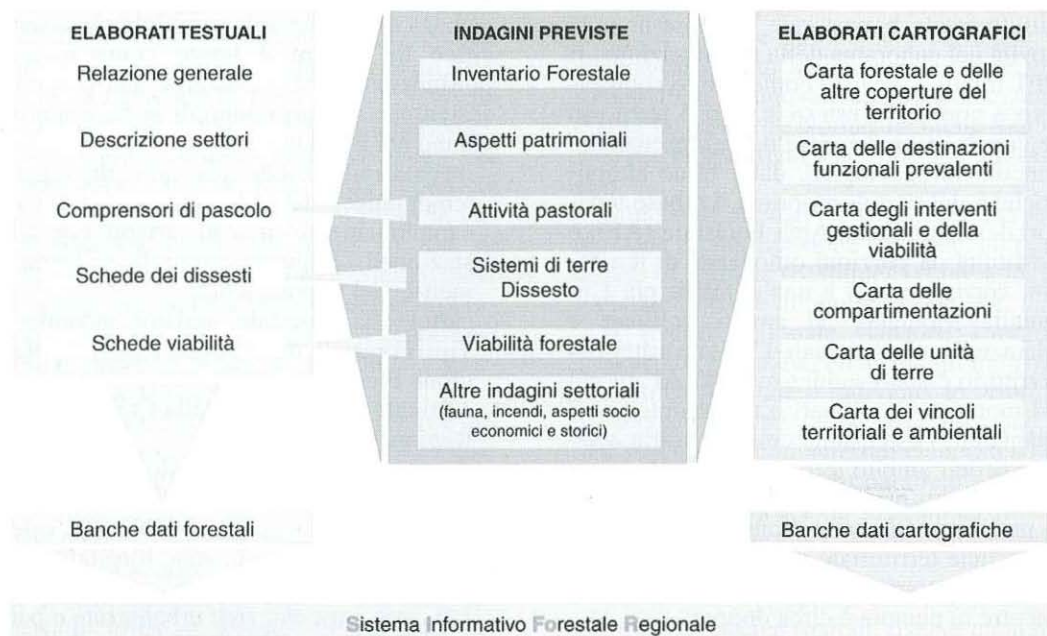 ELABORATI TESTUALI
Relazione generale
Descrizione settori
Comprensori di pascolo
Schede dei dissesti
Schede viabilità
Banche dati forestali
INDAGINI PREVISTE
Inventario Forestale
Aspetti patrimoniali
Attività pastorali
Sistemi di terre
Dissesto
Viabilità forestale
Altre indagini settoriali
(fauna, incendi, aspetti socio
economici e storici)
ELABORATI CARTOGRAFICI
Carta forestale e delle
altre coperture del
territorio
Carta delle destinazioni
funzionali prevalenti
Carta degli interventi
gestionali e della
viabilità
Carta delle
compartimentazioni
Carta delle unità
di terre
Carta dei vincoli
territoriali e ambientali
Banche dati cartografiche
Sistema Informativo Forestale Regionale